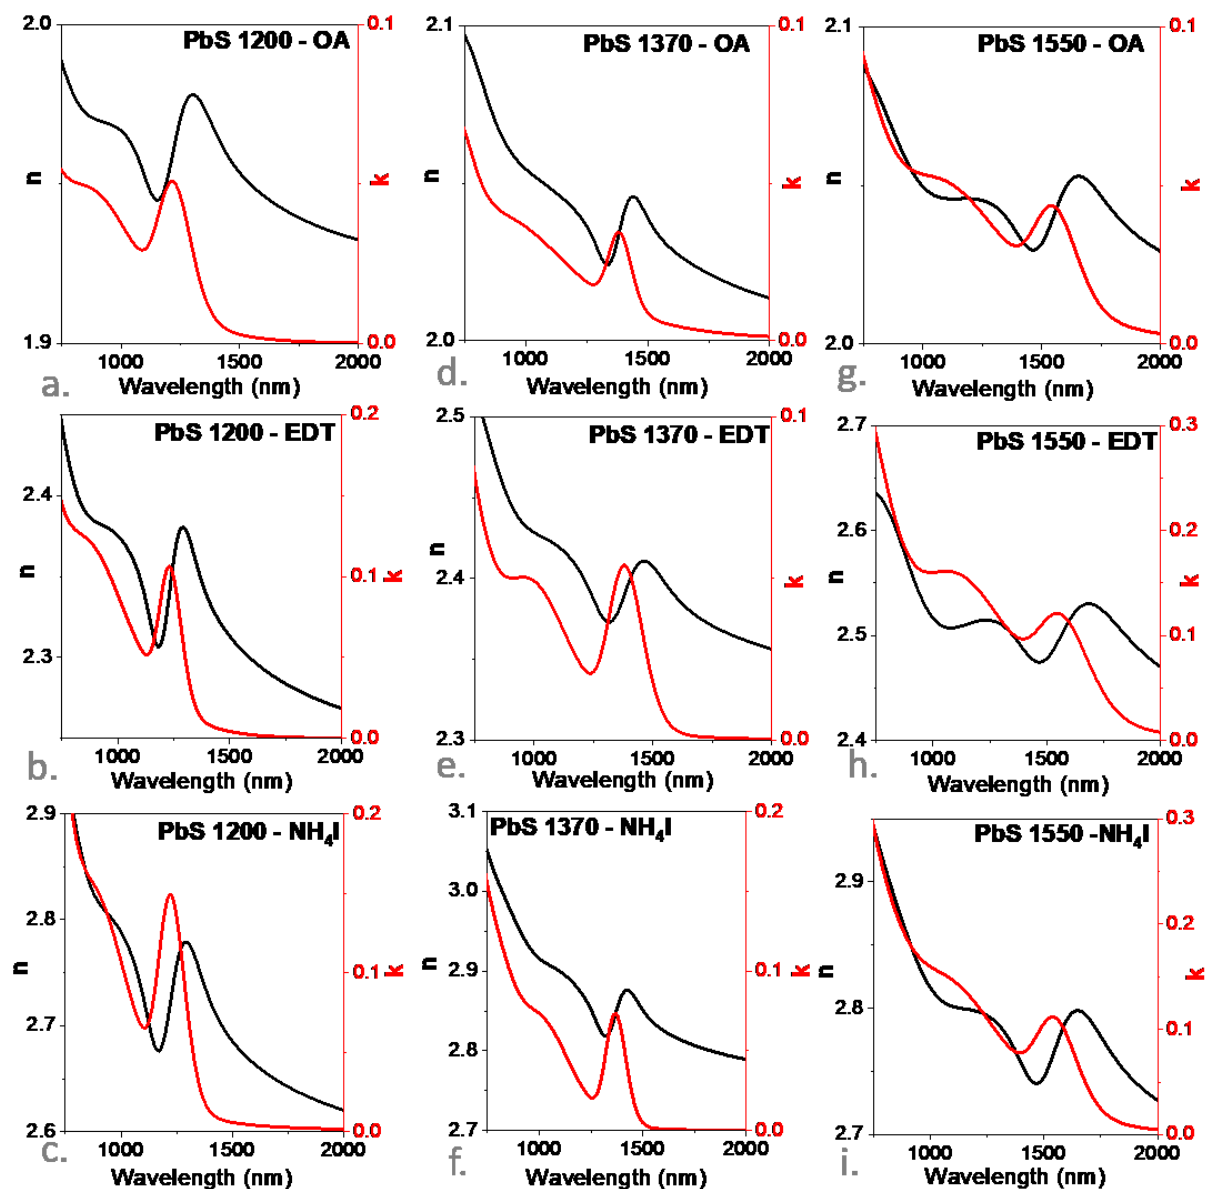 PbS 1200 - OA
2.0
1.9
n
0.1
0.0
k
1000 1500 2000
Wavelength (nm)
a.
PbS 1370 - OA
2.1
2.0
n
0.1
0.0
k
1000 1500 2000
Wavelength (nm)
d.
PbS 1550 - OA
2.1
2.0
n
0.1
0.0
k
1000 1500 2000
Wavelength (nm)
g.
PbS 1200 - EDT
2.4
2.3
n
0.2
0.1
0.0
k
1000 1500 2000
Wavelength (nm)
b.
PbS 1370 - EDT
2.5
2.4
2.3
n
0.1
0.0
k
1000 1500 2000
Wavelength (nm)
e.
PbS 1550 - EDT
2.7
2.6
2.5
2.4
n
0.3
0.2
0.1
0.0
k
1000 1500 2000
Wavelength (nm)
h.
PbS 1200 - NH₄I
2.9
2.8
2.7
2.6
n
0.2
0.1
0.0
k
1000 1500 2000
Wavelength (nm)
c.
PbS 1370 - NH₄I
3.1
3.0
2.9
2.8
2.7
n
0.2
0.1
0.0
k
1000 1500 2000
Wavelength (nm)
f.
PbS 1550 -NH₄I
2.9
2.8
2.7
n
0.3
0.2
0.1
0.0
k
1000 1500 2000
Wavelength (nm)
i.